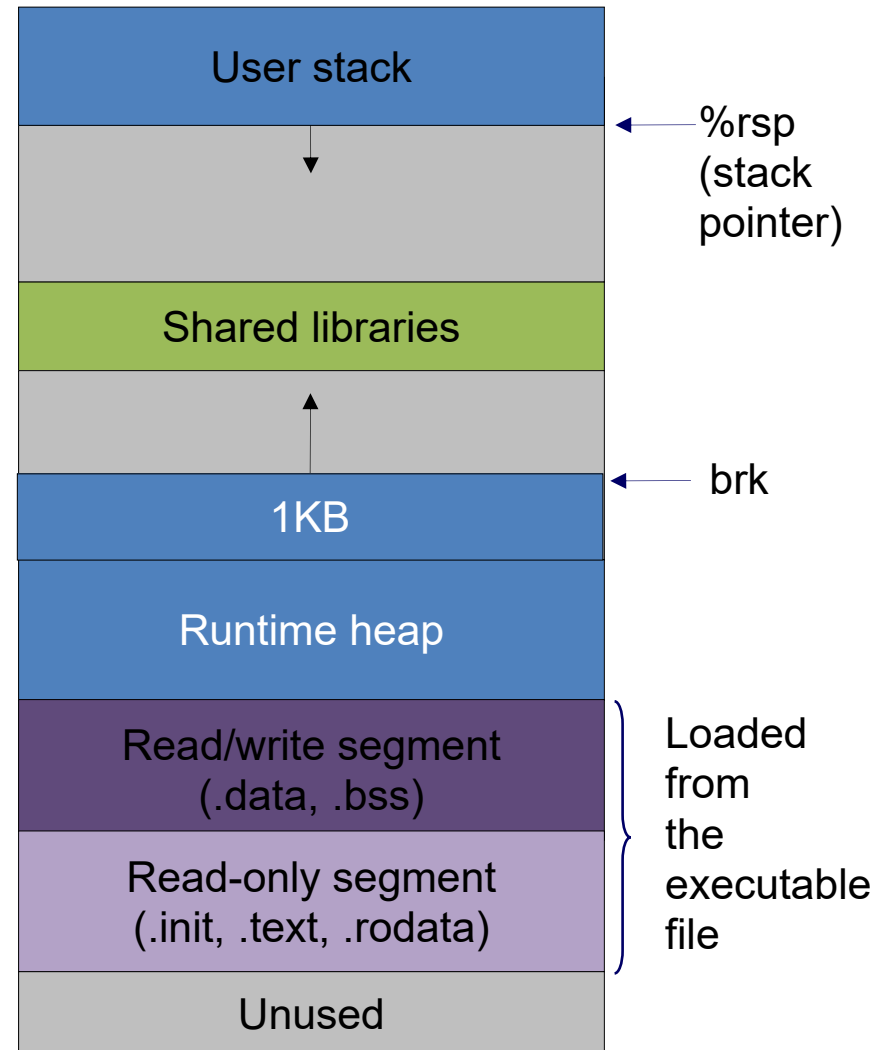 User stack
%rsp
(stack
pointer)
Shared libraries
brk
1KB
Runtime heap
Read/write segment
(.data, .bss)
Read-only segment
(.init, .text, .rodata)
Loaded
from
the
executable
file
Unused